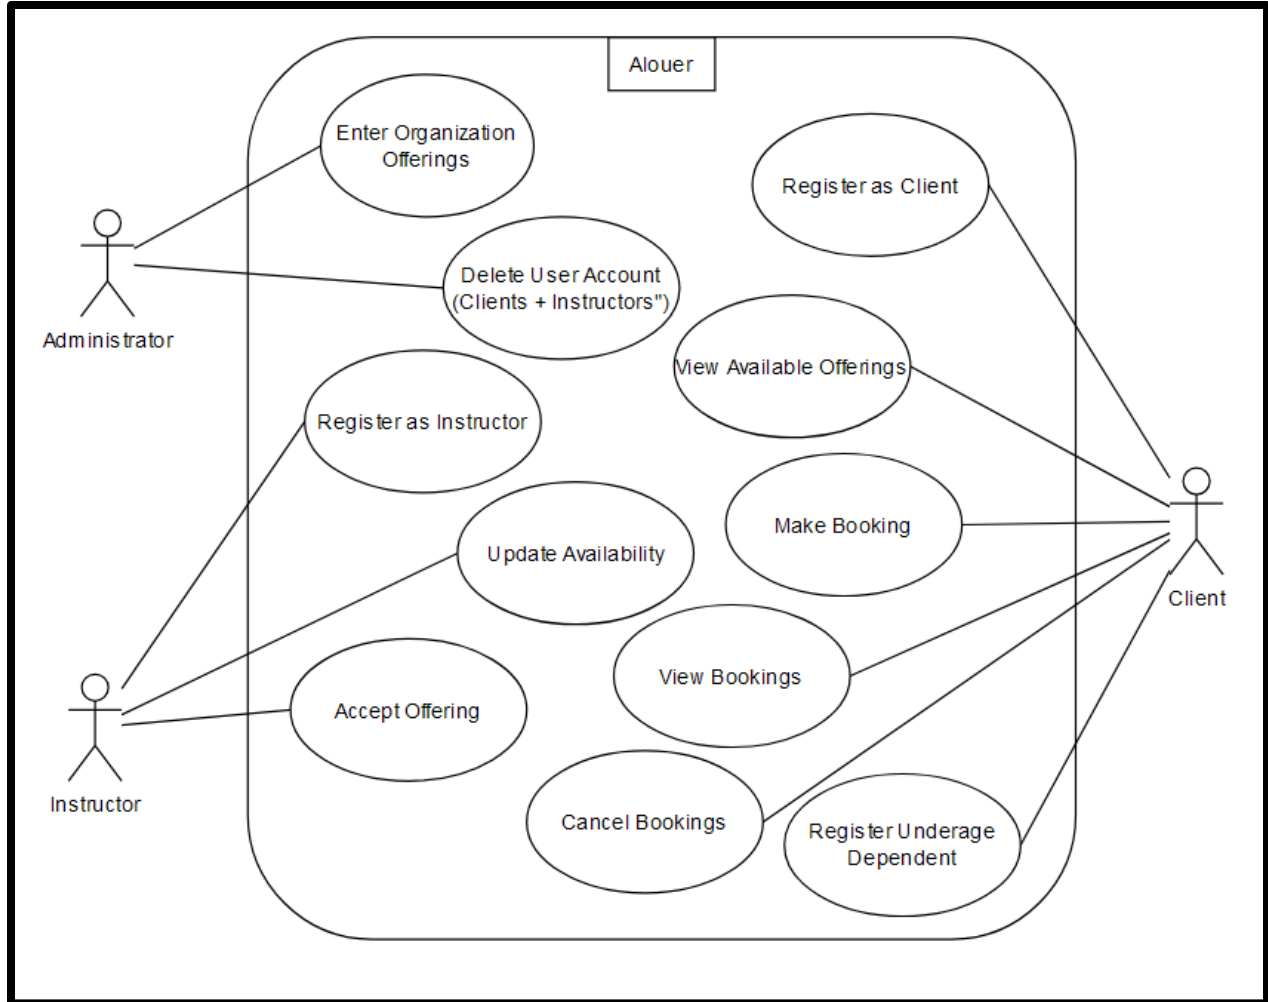 Alouer
Enter Organization
Offerings
Register as Client
Delete User Account
(Clients + Instructors")
Administrator
View Available Offerings
Register as Instructor
Make Booking
Update Availability
Client
View Bookings
Accept Offering
Instructor
Cancel Bookings
Register Underage
Dependent